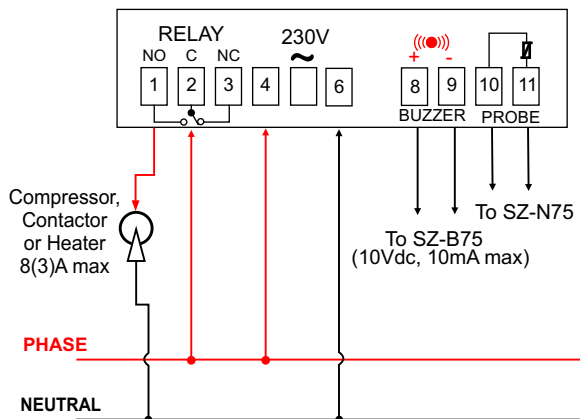 RELAY 230V
NO C NC ~ + -
1 2 3 4 6 8 9 10 11
BUZZER PROBE
Compressor,
Contactor
or Heater
8(3)A max
To SZ-N75
To SZ-B75
(10Vdc, 10mA max)
PHASE
NEUTRAL